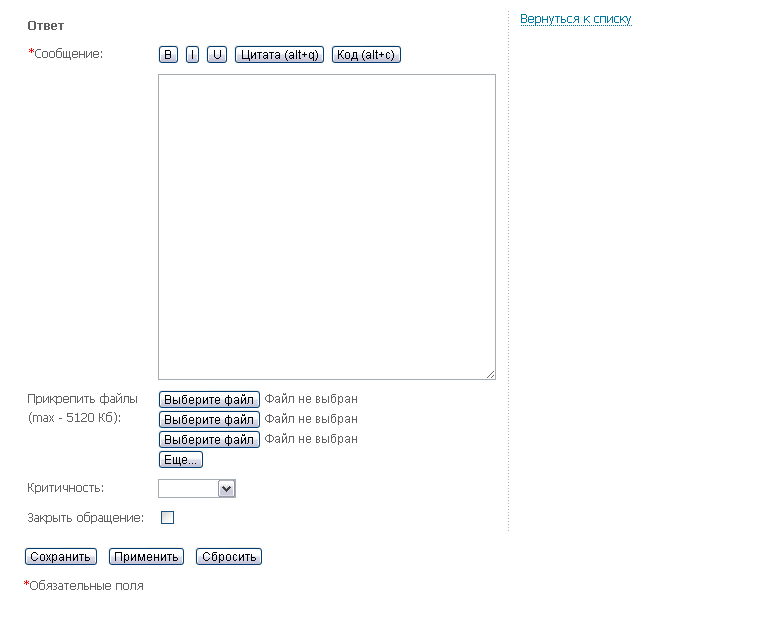 Ответ
Вернуться к списку
*Сообщение:
B I U Цитата (alt+q) Код (alt+c)
Прикрепить файлы
(max - 5120 Кб):
Выберите файл Файл не выбран
Выберите файл Файл не выбран
Выберите файл Файл не выбран
Еще...
Критичность:
Закрыть обращение:
Сохранить Применить Сбросить
*Обязательные поля